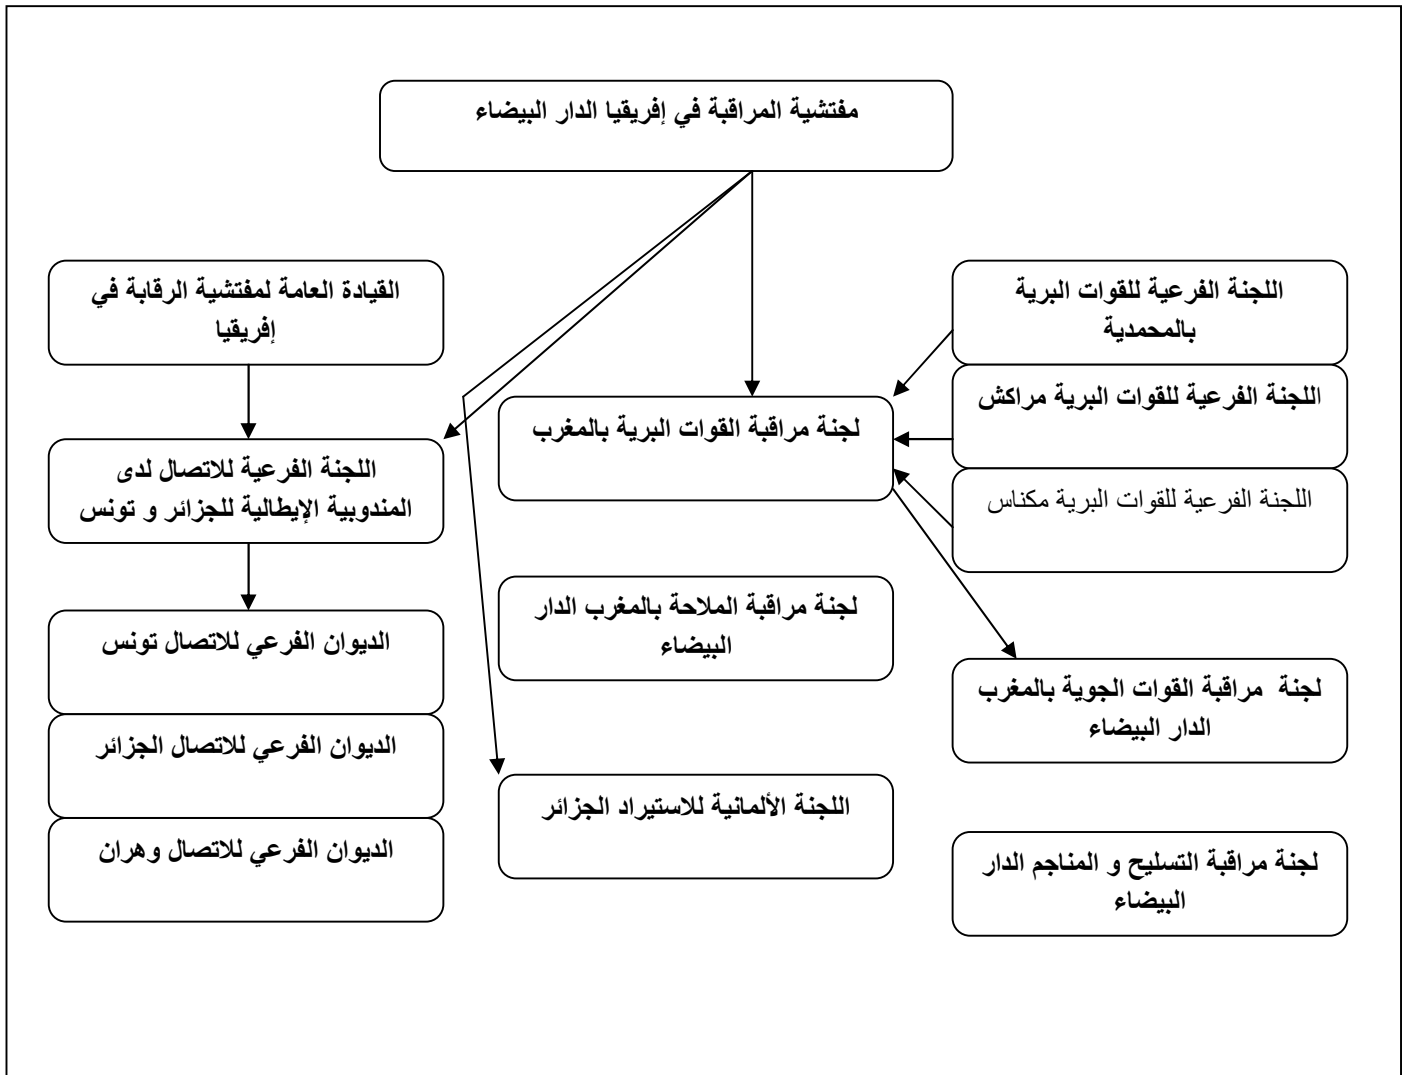 مفتشية المراقبة في إفريقيا الدار البيضاء
اللجنة الفرعية للقوات البرية
بالمحمدية
اللجنة الفرعية للقوات البرية مراكش
اللجنة الفرعية للقوات البرية مكناس
لجنة  مراقبة القوات الجوية بالمغرب
الدار البيضاء
لجنة مراقبة التسليح و المناجم الدار
البيضاء
لجنة مراقبة القوات البرية بالمغرب
لجنة مراقبة الملاحة بالمغرب الدار
البيضاء
اللجنة الألمانية للاستيراد الجزائر
القيادة العامة لمفتشية الرقابة في
إفريقيا
اللجنة الفرعية للاتصال لدى
المندوبية الإيطالية للجزائر و تونس
الديوان الفرعي للاتصال تونس
الديوان الفرعي للاتصال الجزائر
الديوان الفرعي للاتصال وهران